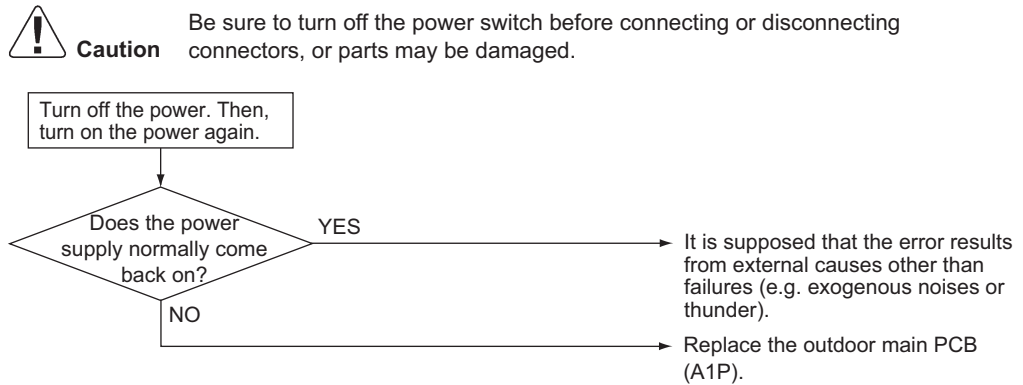 Be sure to turn off the power switch before connecting or disconnecting
Caution connectors, or parts may be damaged.
Turn off the power. Then,
turn on the power again.
Does the power
supply normally come
back on?
YES
It is supposed that the error results
from external causes other than
failures (e.g. exogenous noises or
thunder).
NO
Replace the outdoor main PCB
(A1P).